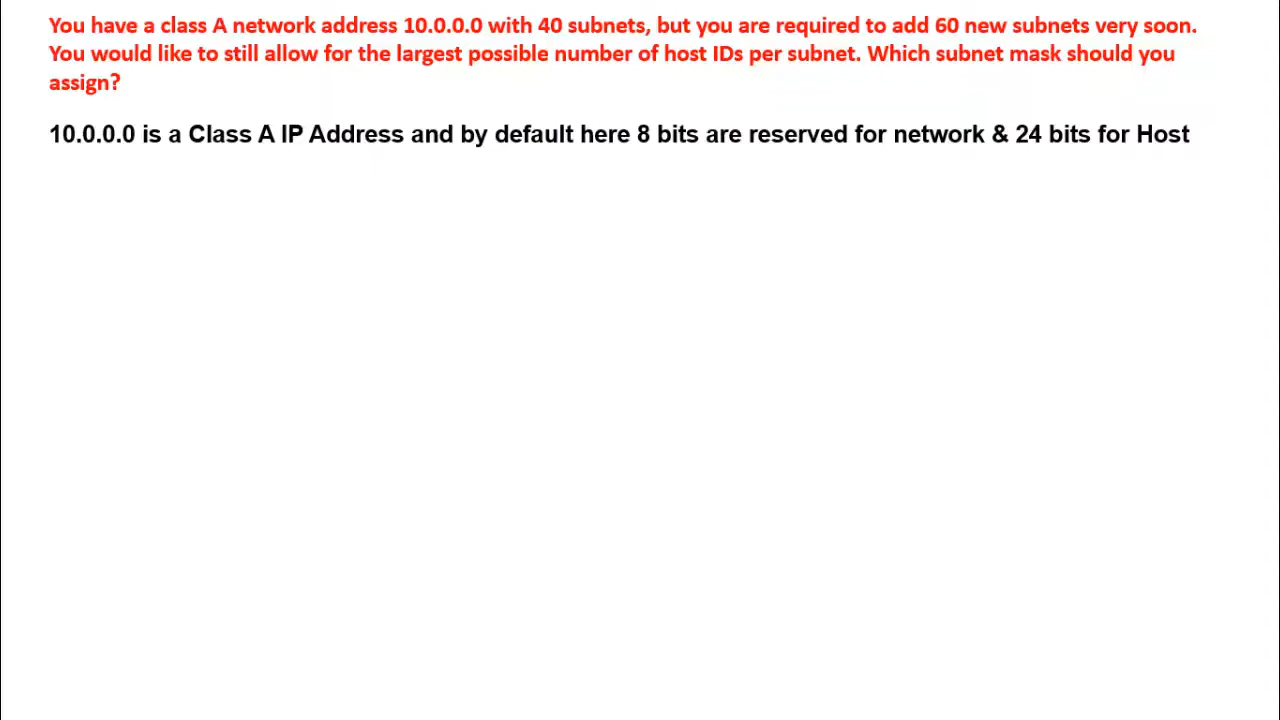 You have a class A network address 10.0.0.0 with 40 subnets, but you are required to add 60 new subnets very soon.
You would like to still allow for the largest possible number of host IDs per subnet. Which subnet mask should you
assign?
10.0.0.0 is a Class A IP Address and by default here 8 bits are reserved for network & 24 bits for Host